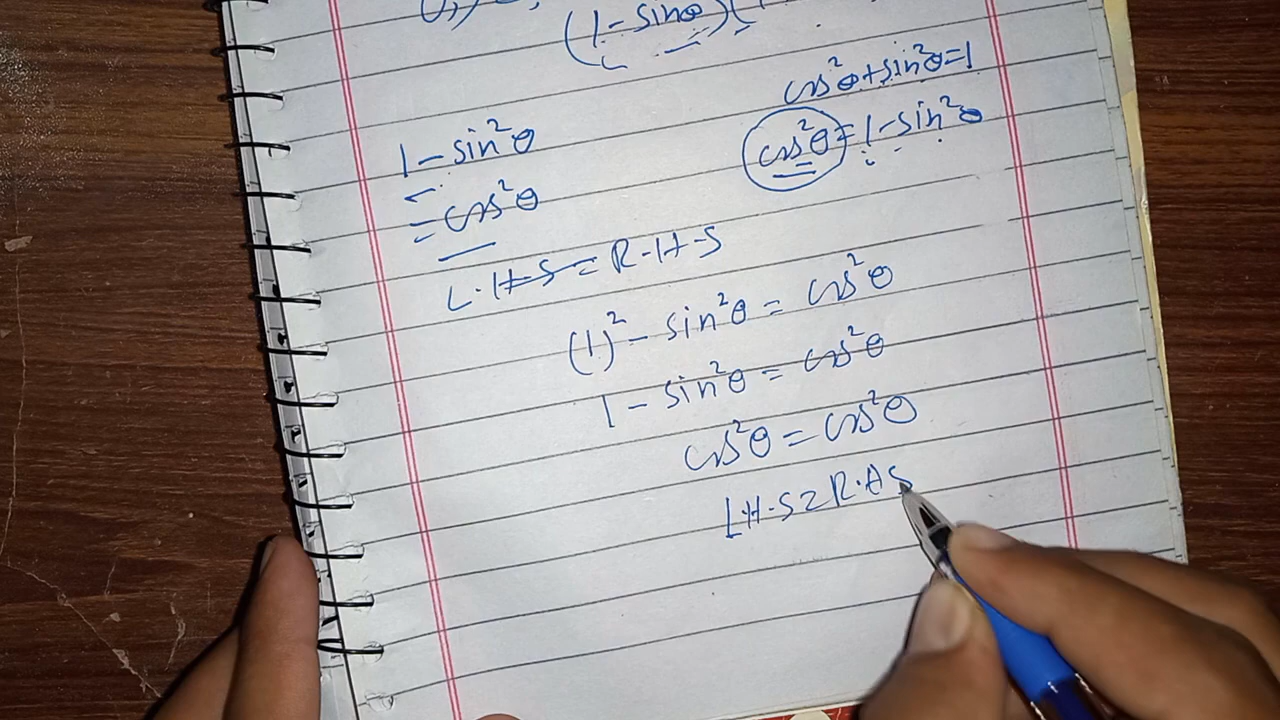 (1-sinθ)(1
cos²θ+sin²θ=1
cos²θ=1-sin²θ
1-sin²θ
=cos²θ
L.H-S=R-H-S
(1)²-sin²θ=cos²θ
1-sin²θ=cos²θ
cos²θ=cos²θ
L.H-S=R.HS